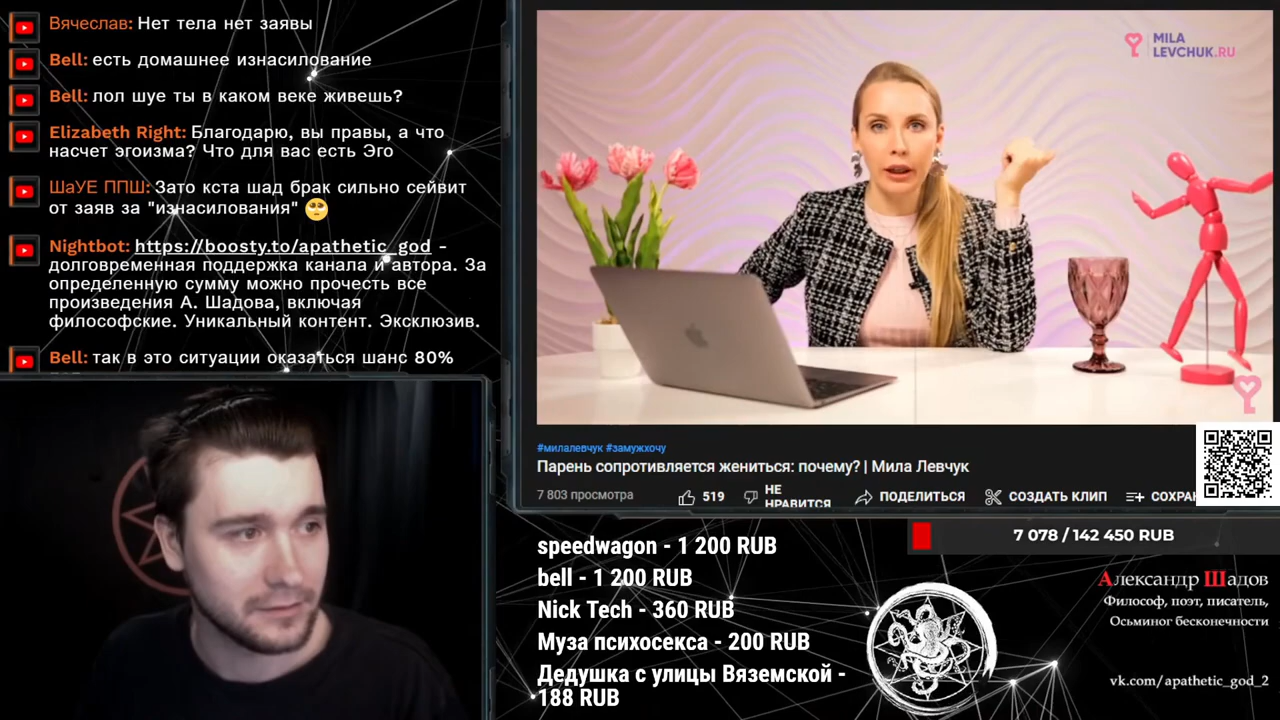 Вячеслав: Нет тела нет заявы
Bell: есть домашнее изнасилование
Bell: лол шуе ты в каком веке живешь?
Elizabeth Right: Благодарю, вы правы, а что
насчет эгоизма? Что для вас есть Эго
ШаУЕ ППШ: Зато кста шад брак сильно сейвит
от заяв за "изнасилования"
Nightbot: https://boosty.to/apathetic_god -
долговременная поддержка канала и автора. За
определенную сумму можно прочесть все
произведения А. Шадова, включая
философские. Уникальный контент. Эксклюзив.
Bell: так в это ситуации оказаться шанс 80%
MILA
LEVCHUK.RU
#милалевчук #замужхочу
Парень сопротивляется жениться: почему? | Мила Левчук
7 803 просмотра
519
НЕ
НРАВИТСЯ
ПОДЕЛИТЬСЯ
СОЗДАТЬ КЛИП
СОХРАН
7 078 / 142 450 RUB
speedwagon - 1 200 RUB
bell - 1 200 RUB
Nick Tech - 360 RUB
Муза психосекса - 200 RUB
Дедушка с улицы Вяземской -
188 RUB
Александр Шадов
Философ, поэт, писатель,
Осьминог бесконечности
vk.com/apathetic_god_2